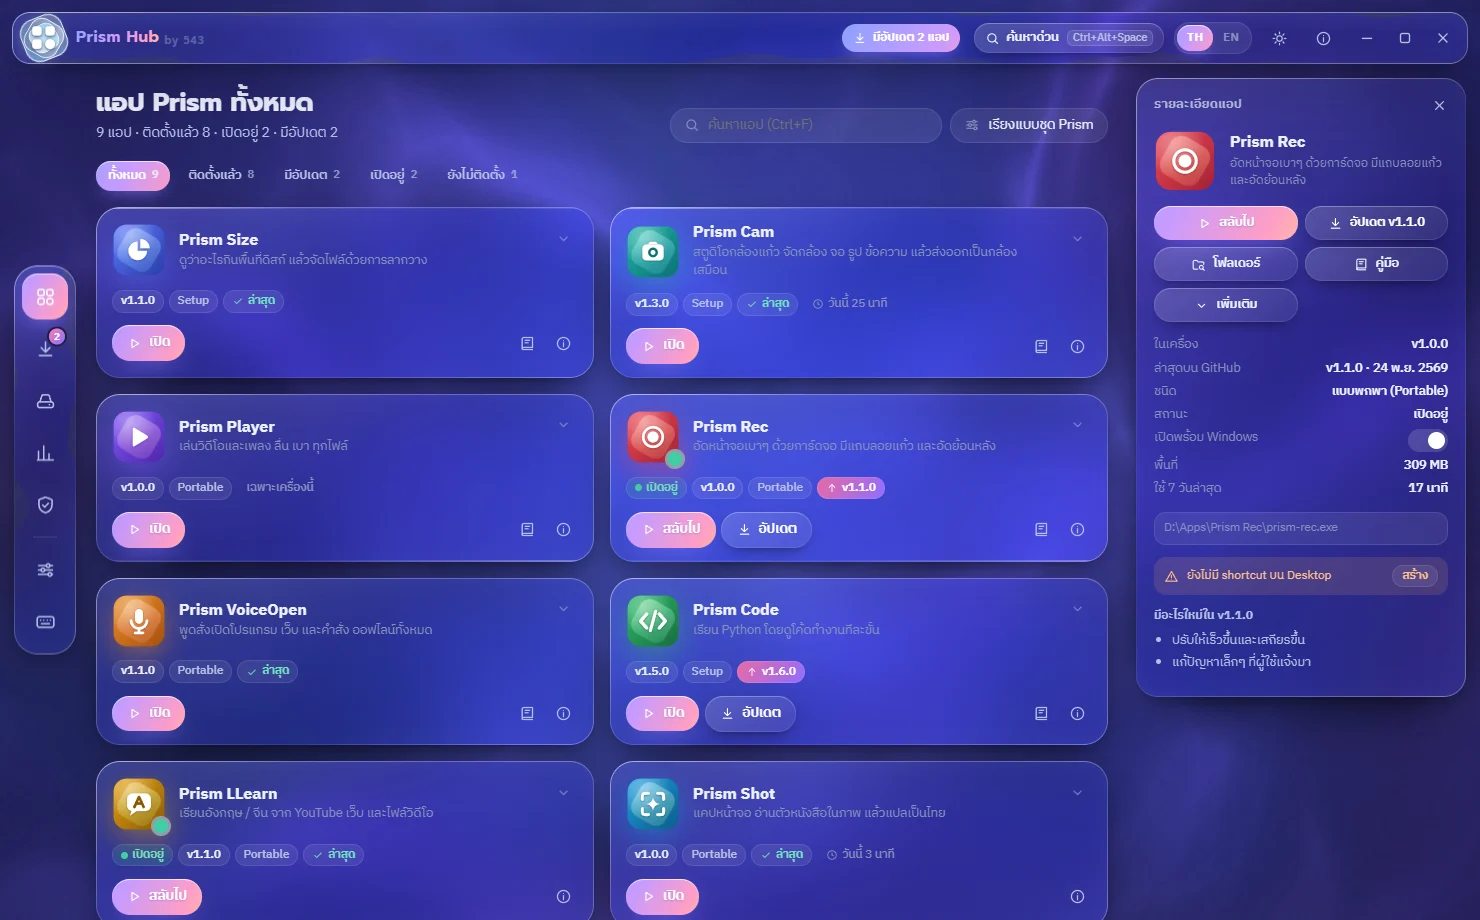 Prism Hub by 543
มีอัปเดต 2 แอป
ค้นหาด่วน Ctrl+Alt+Space
TH EN
แอป Prism ทั้งหมด
9 แอป · ติดตั้งแล้ว 8 · เปิดอยู่ 2 · มีอัปเดต 2
ค้นหาแอป (Ctrl+F)
เรียงแบบชุด Prism
ทั้งหมด 9 ติดตั้งแล้ว 8 มีอัปเดต 2 เปิดอยู่ 2 ยังไม่ติดตั้ง 1
2
Prism Size
ดูว่าอะไรกินพื้นที่ดิสก์ แล้วจัดไฟล์ด้วยการลากวาง
v1.1.0 Setup ล่าสุด
เปิด
Prism Cam
สตูดิโอกล้องแก้ว จัดกล้อง จอ รูป ข้อความ แล้วส่งออกเป็นกล้อง
เสมือน
v1.3.0 Setup ล่าสุด วันนี้ 25 นาที
เปิด
Prism Player
เล่นวิดีโอและเพลง ลื่น เบา ทุกไฟล์
v1.0.0 Portable เฉพาะเครื่องนี้
เปิด
Prism Rec
อัดหน้าจอเบาๆ ด้วยการ์ดจอ มีแถบลอยแก้ว และอัดย้อนหลัง
เปิดอยู่ v1.0.0 Portable v1.1.0
สลับไป อัปเดต
Prism VoiceOpen
พูดสั่งเปิดโปรแกรม เว็บ และคำสั่ง ออฟไลน์ทั้งหมด
v1.1.0 Portable ล่าสุด
เปิด
Prism Code
เรียน Python โดยดูโค้ดทำงานทีละขั้น
v1.5.0 Setup v1.6.0
เปิด อัปเดต
Prism LLearn
เรียนอังกฤษ / จีน จาก YouTube เว็บ และไฟล์วิดีโอ
เปิดอยู่ v1.1.0 Portable ล่าสุด
สลับไป
Prism Shot
แคปหน้าจอ อ่านตัวหนังสือในภาพ แล้วแปลเป็นไทย
v1.0.0 Portable ล่าสุด วันนี้ 3 นาที
เปิด
รายละเอียดแอป
Prism Rec
อัดหน้าจอเบาๆ ด้วยการ์ดจอ มีแถบลอยแก้ว
และอัดย้อนหลัง
สลับไป อัปเดต v1.1.0
โฟลเดอร์ คู่มือ
เพิ่มเติม
ในเครื่อง v1.0.0
ล่าสุดบน GitHub v1.1.0 · 24 พ.ย. 2569
ชนิด แบบพกพา (Portable)
สถานะ เปิดอยู่
เปิดพร้อม Windows
พื้นที่ 309 MB
ใช้ 7 วันล่าสุด 17 นาที
D:\Apps\Prism Rec\prism-rec.exe
ยังไม่มี shortcut บน Desktop สร้าง
มีอะไรใหม่ใน v1.1.0
ปรับให้เร็วขึ้นและเสถียรขึ้น
แก้ปัญหาเล็กๆ ที่ผู้ใช้แจ้งมา